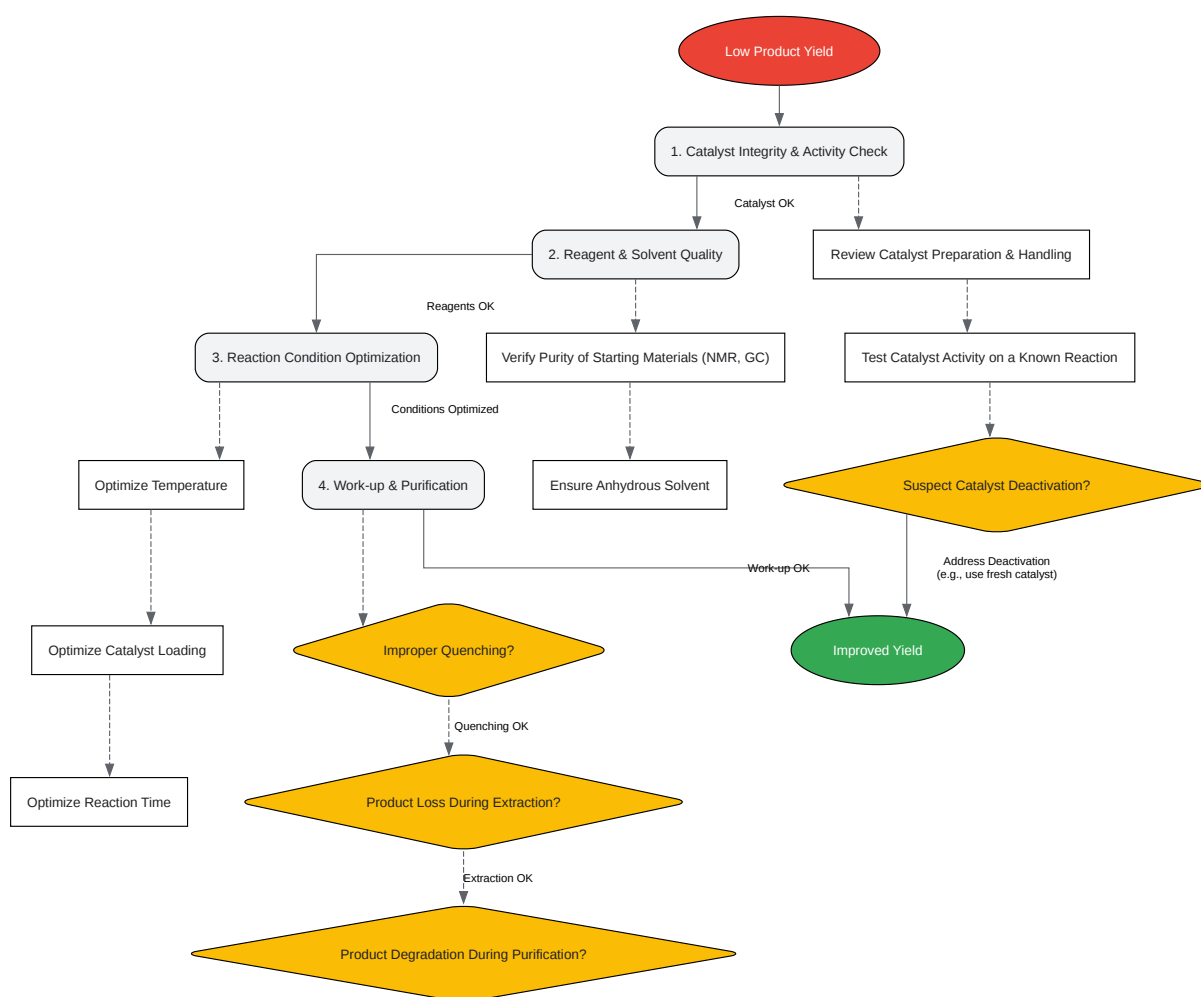 Low Product Yield
1. Catalyst Integrity & Activity Check
Catalyst OK
2. Reagent & Solvent Quality
Review Catalyst Preparation & Handling
Reagents OK
3. Reaction Condition Optimization
Verify Purity of Starting Materials (NMR, GC)
Test Catalyst Activity on a Known Reaction
Conditions Optimized
Optimize Temperature
4. Work-up & Purification
Ensure Anhydrous Solvent
Suspect Catalyst Deactivation?
Work-up OK
Address Deactivation
(e.g., use fresh catalyst)
Optimize Catalyst Loading
Improper Quenching?
Improved Yield
Quenching OK
Optimize Reaction Time
Product Loss During Extraction?
Extraction OK
Product Degradation During Purification?